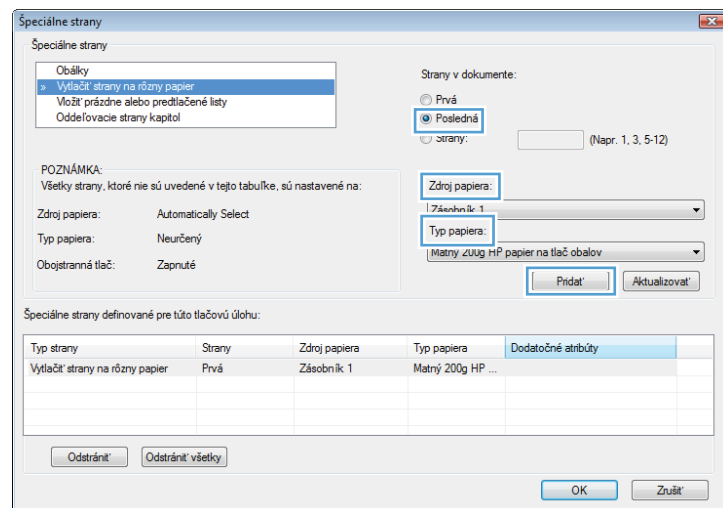 Špeciálne strany
Špeciálne strany
Obálky
» Vytlačiť strany na rôzny papier
Vložiť prázdne alebo predtlačené listy
Oddeľovacie strany kapitol
Strany v dokumente:
Prvá
Posledná
Strany:
(Napr. 1, 3, 5-12)
POZNÁMKA:
Všetky strany, ktoré nie sú uvedené v tejto tabuľke, sú nastavené na:
Zdroj papiera: Automatically Select
Typ papiera: Neurčený
Obojstranná tlač: Zapnuté
Zdroj papiera:
Zásobník 1
Typ papiera:
Matný 200g HP papier na tlač obalov
Pridať Aktualizovať
Špeciálne strany definované pre túto tlačovú úlohu:
Typ strany Strany Zdroj papiera Typ papiera Dodatočné atribúty
Vytlačiť strany na rôzny papier Prvá Zásobník 1 Matný 200g HP ...
Odstrániť Odstrániť všetky
OK Zrušiť